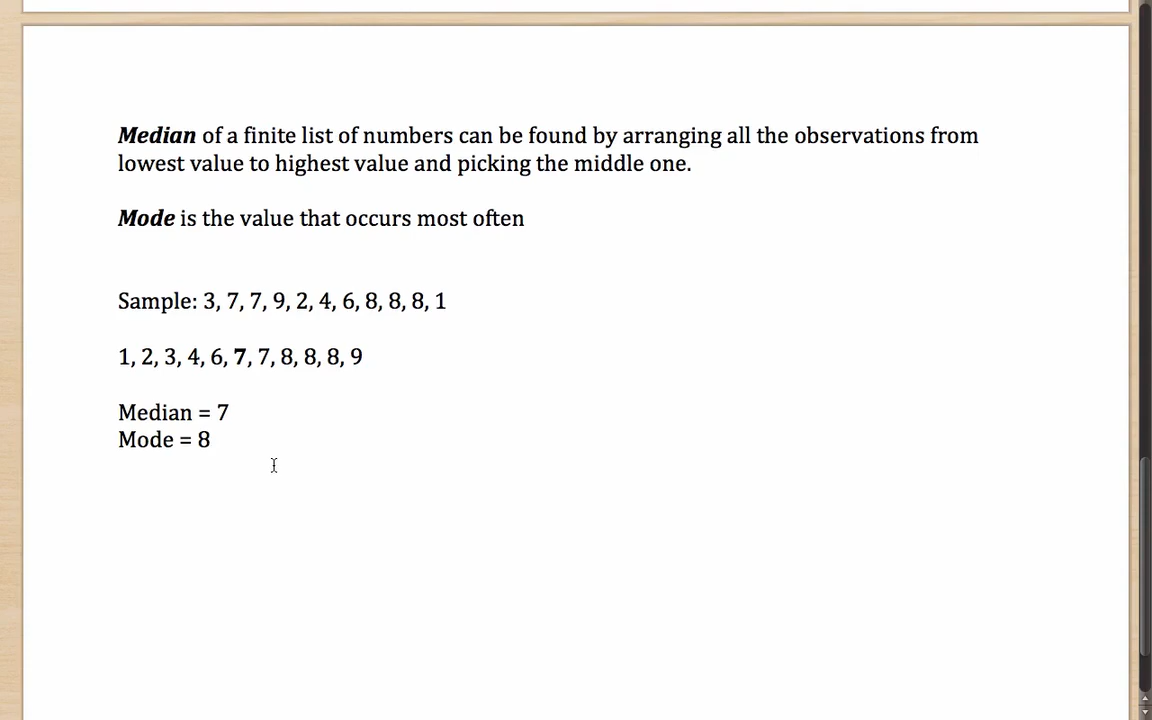 Median of a finite list of numbers can be found by arranging all the observations from
lowest value to highest value and picking the middle one.
Mode is the value that occurs most often
Sample: 3, 7, 7, 9, 2, 4, 6, 8, 8, 8, 1
1, 2, 3, 4, 6, 7, 7, 8, 8, 8, 9
Median = 7
Mode = 8